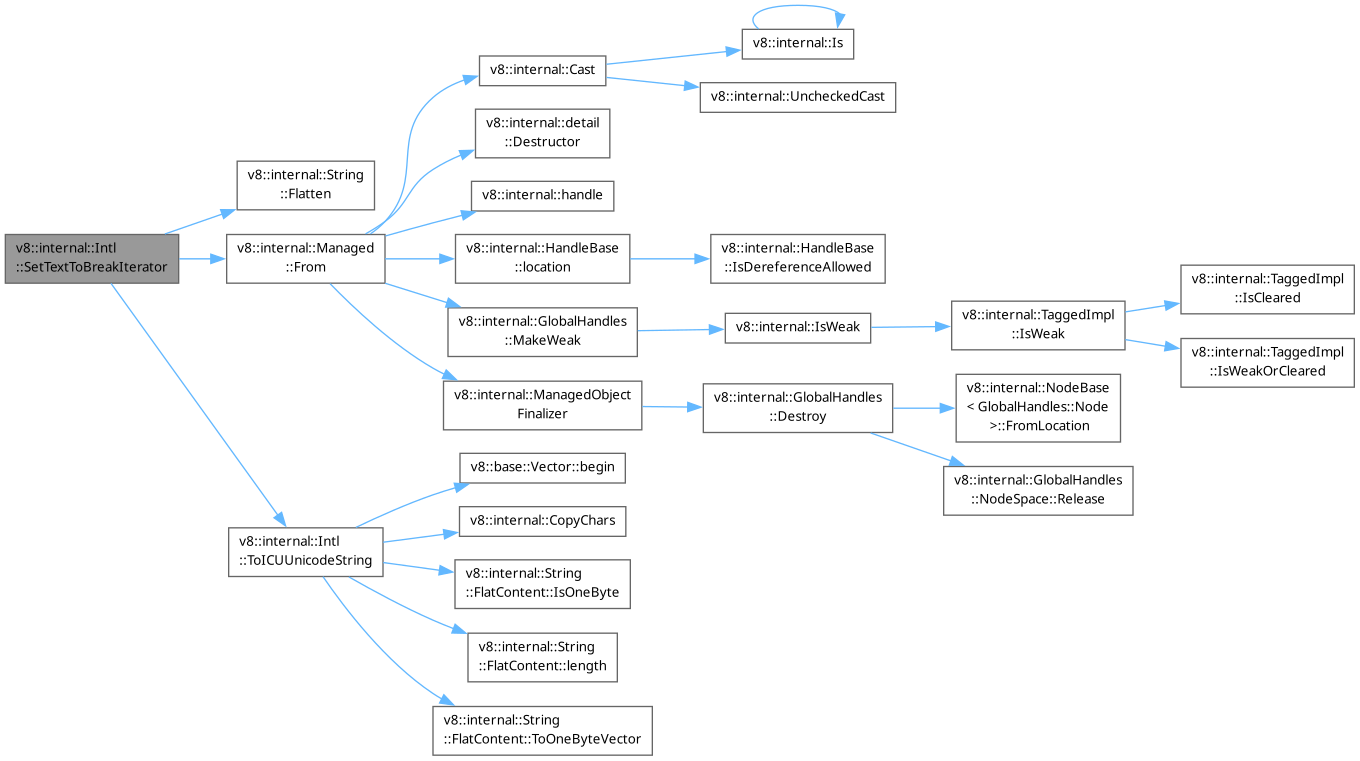 v8::internal::Intl
::SetTextToBreakIterator
v8::internal::String
::Flatten
v8::internal::Managed
::From
v8::internal::Cast
v8::internal::Is
v8::internal::UncheckedCast
v8::internal::detail
::Destructor
v8::internal::handle
v8::internal::HandleBase
::location
v8::internal::HandleBase
::IsDereferenceAllowed
v8::internal::GlobalHandles
::MakeWeak
v8::internal::IsWeak
v8::internal::TaggedImpl
::IsWeak
v8::internal::TaggedImpl
::IsCleared
v8::internal::TaggedImpl
::IsWeakOrCleared
v8::internal::ManagedObject
Finalizer
v8::internal::GlobalHandles
::Destroy
v8::internal::NodeBase
< GlobalHandles::Node
>::FromLocation
v8::internal::GlobalHandles
::NodeSpace::Release
v8::internal::Intl
::ToICUUnicodeString
v8::base::Vector::begin
v8::internal::CopyChars
v8::internal::String
::FlatContent::IsOneByte
v8::internal::String
::FlatContent::length
v8::internal::String
::FlatContent::ToOneByteVector